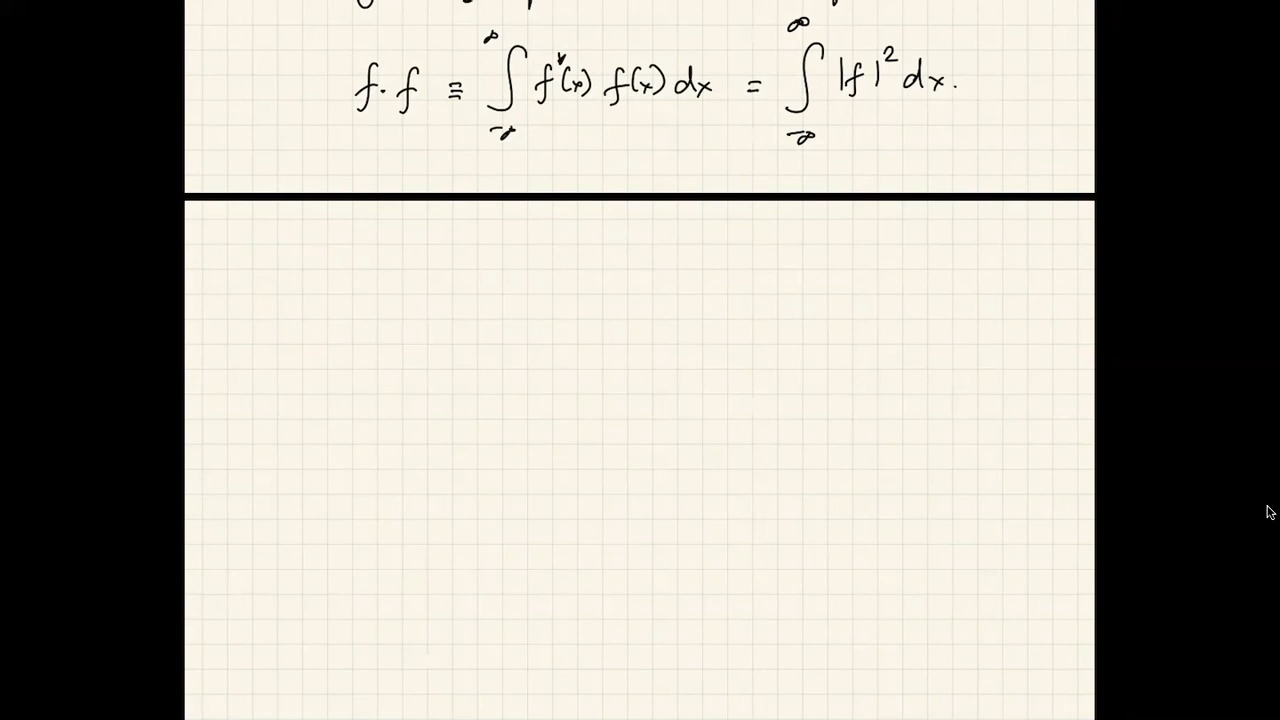 f · f ≡ ∫_{-∞}^{∞} f*(x) f(x) dx = ∫_{-∞}^{∞} |f|² dx.